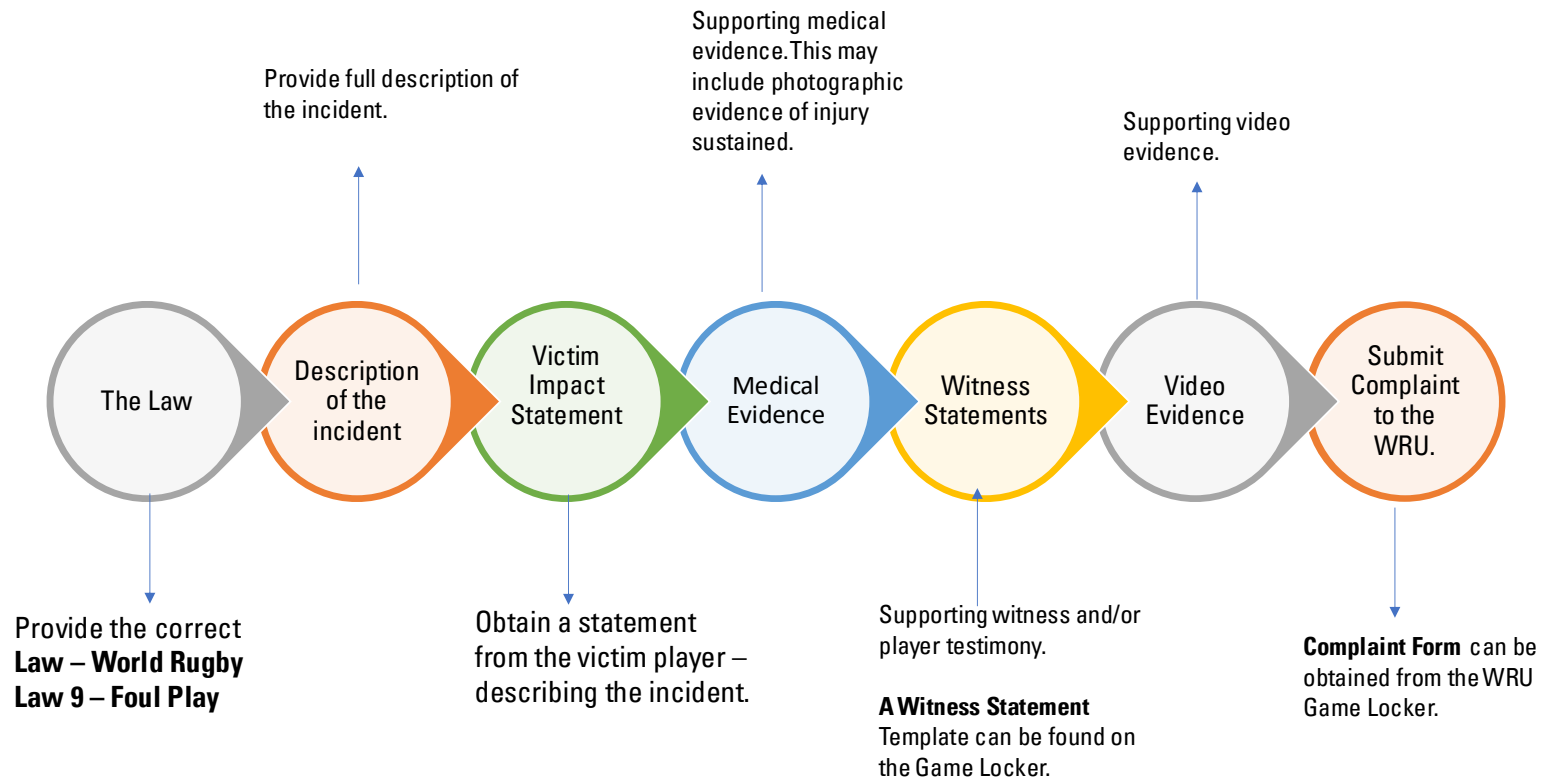 Provide full description of
the incident.
Supporting medical
evidence. This may
include photographic
evidence of injury
sustained.
Supporting video
evidence.
The Law
Description
of the
incident
Victim
Impact
Statement
Medical
Evidence
Witness
Statements
Video
Evidence
Submit
Complaint
to the
WRU.
Provide the correct
Law – World Rugby
Law 9 – Foul Play
Obtain a statement
from the victim player –
describing the incident.
Supporting witness and/or
player testimony.
A Witness Statement
Template can be found on
the Game Locker.
Complaint Form can be
obtained from the WRU
Game Locker.